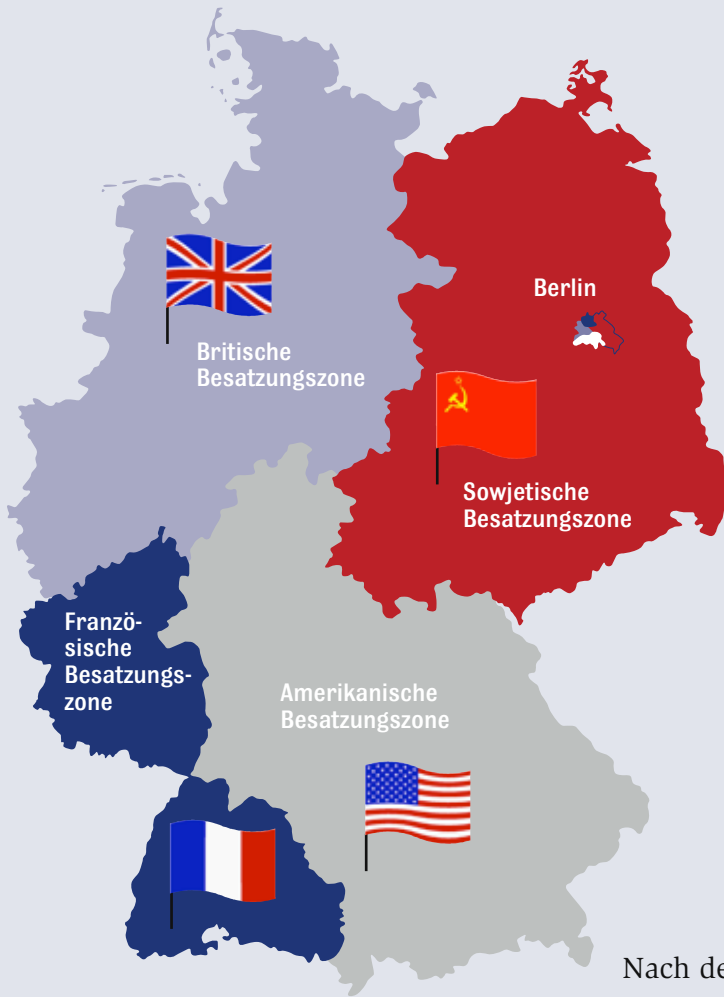 Berlin
Britische
Besatzungszone
Sowjetische
Besatzungszone
Franzö-
sische
Besatzungs-
zone
Amerikanische
Besatzungszone
Nach de